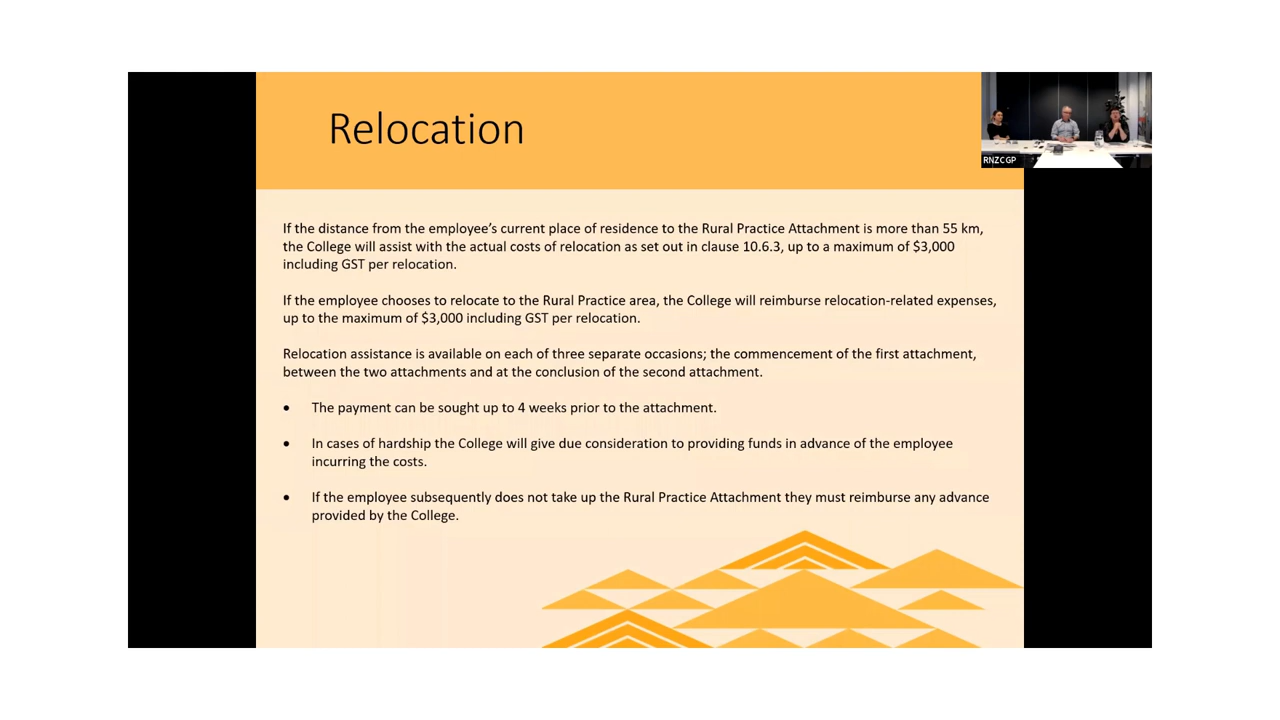 Relocation
RNZCGP
If the distance from the employee's current place of residence to the Rural Practice Attachment is more than 55 km,
the College will assist with the actual costs of relocation as set out in clause 10.6.3, up to a maximum of $3,000
including GST per relocation.
If the employee chooses to relocate to the Rural Practice area, the College will reimburse relocation-related expenses,
up to the maximum of $3,000 including GST per relocation.
Relocation assistance is available on each of three separate occasions; the commencement of the first attachment,
between the two attachments and at the conclusion of the second attachment.
• The payment can be sought up to 4 weeks prior to the attachment.
• In cases of hardship the College will give due consideration to providing funds in advance of the employee
incurring the costs.
• If the employee subsequently does not take up the Rural Practice Attachment they must reimburse any advance
provided by the College.